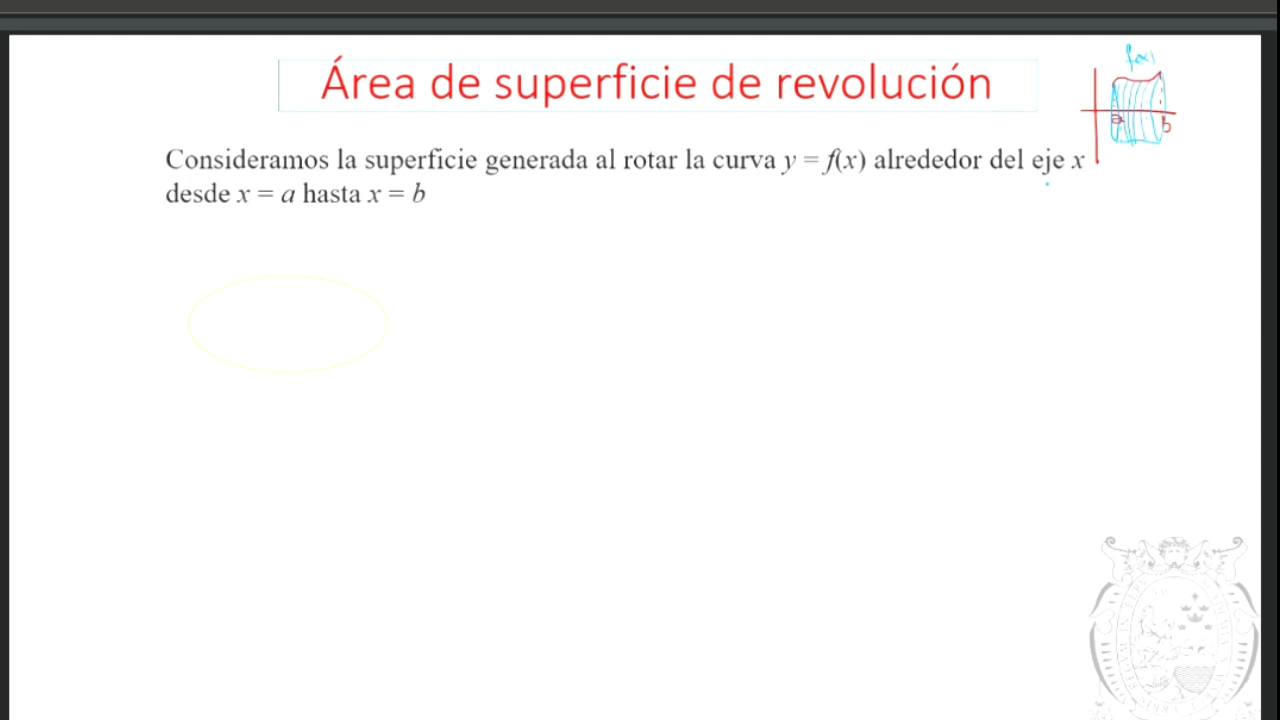 Área de superficie de revolución
f(x)
a
b
Consideramos la superficie generada al rotar la curva y = f(x) alrededor del eje x
desde x = a hasta x = b